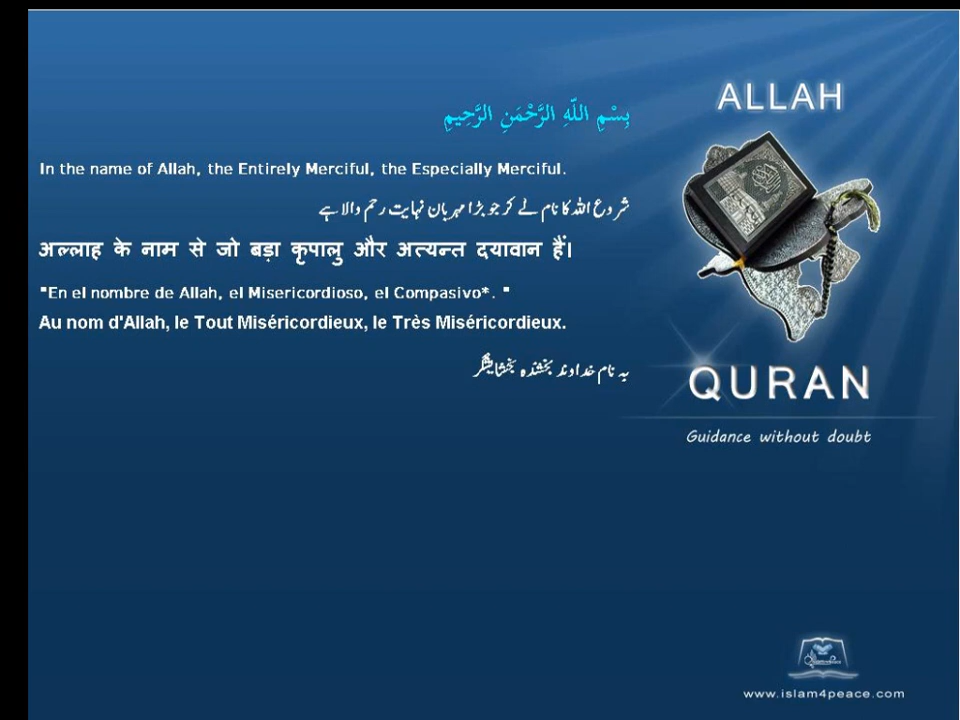 بِسْمِ اللّهِ الرَّحْمَنِ الرَّحِيمِ
In the name of Allah, the Entirely Merciful, the Especially Merciful.
شروع اللہ کا نام لے کر جو بڑا مہربان نہایت رحم والا ہے
अल्लाह के नाम से जो बड़ा कृपालु और अत्यन्त दयावान हैं।
"En el nombre de Allah, el Misericordioso, el Compasivo*. "
Au nom d'Allah, le Tout Miséricordieux, le Très Miséricordieux.
به نام خداوند بخشنده بخشایشگر
ALLAH
QURAN
Guidance without doubt
www.islam4peace.com